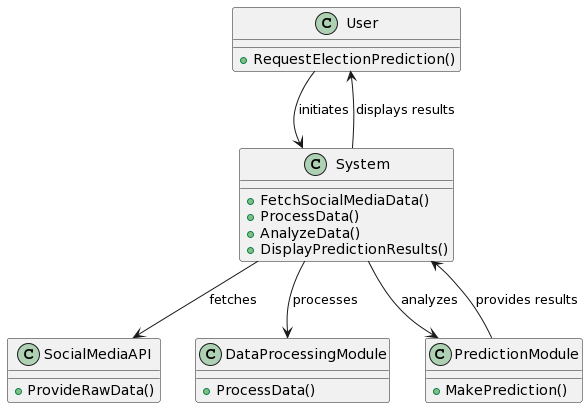 C User
RequestElectionPrediction()
initiates
displays results
C System
FetchSocialMediaData()
ProcessData()
AnalyzeData()
DisplayPredictionResults()
fetches
processes
analyzes
provides results
C SocialMediaAPI
ProvideRawData()
C DataProcessingModule
ProcessData()
C PredictionModule
MakePrediction()